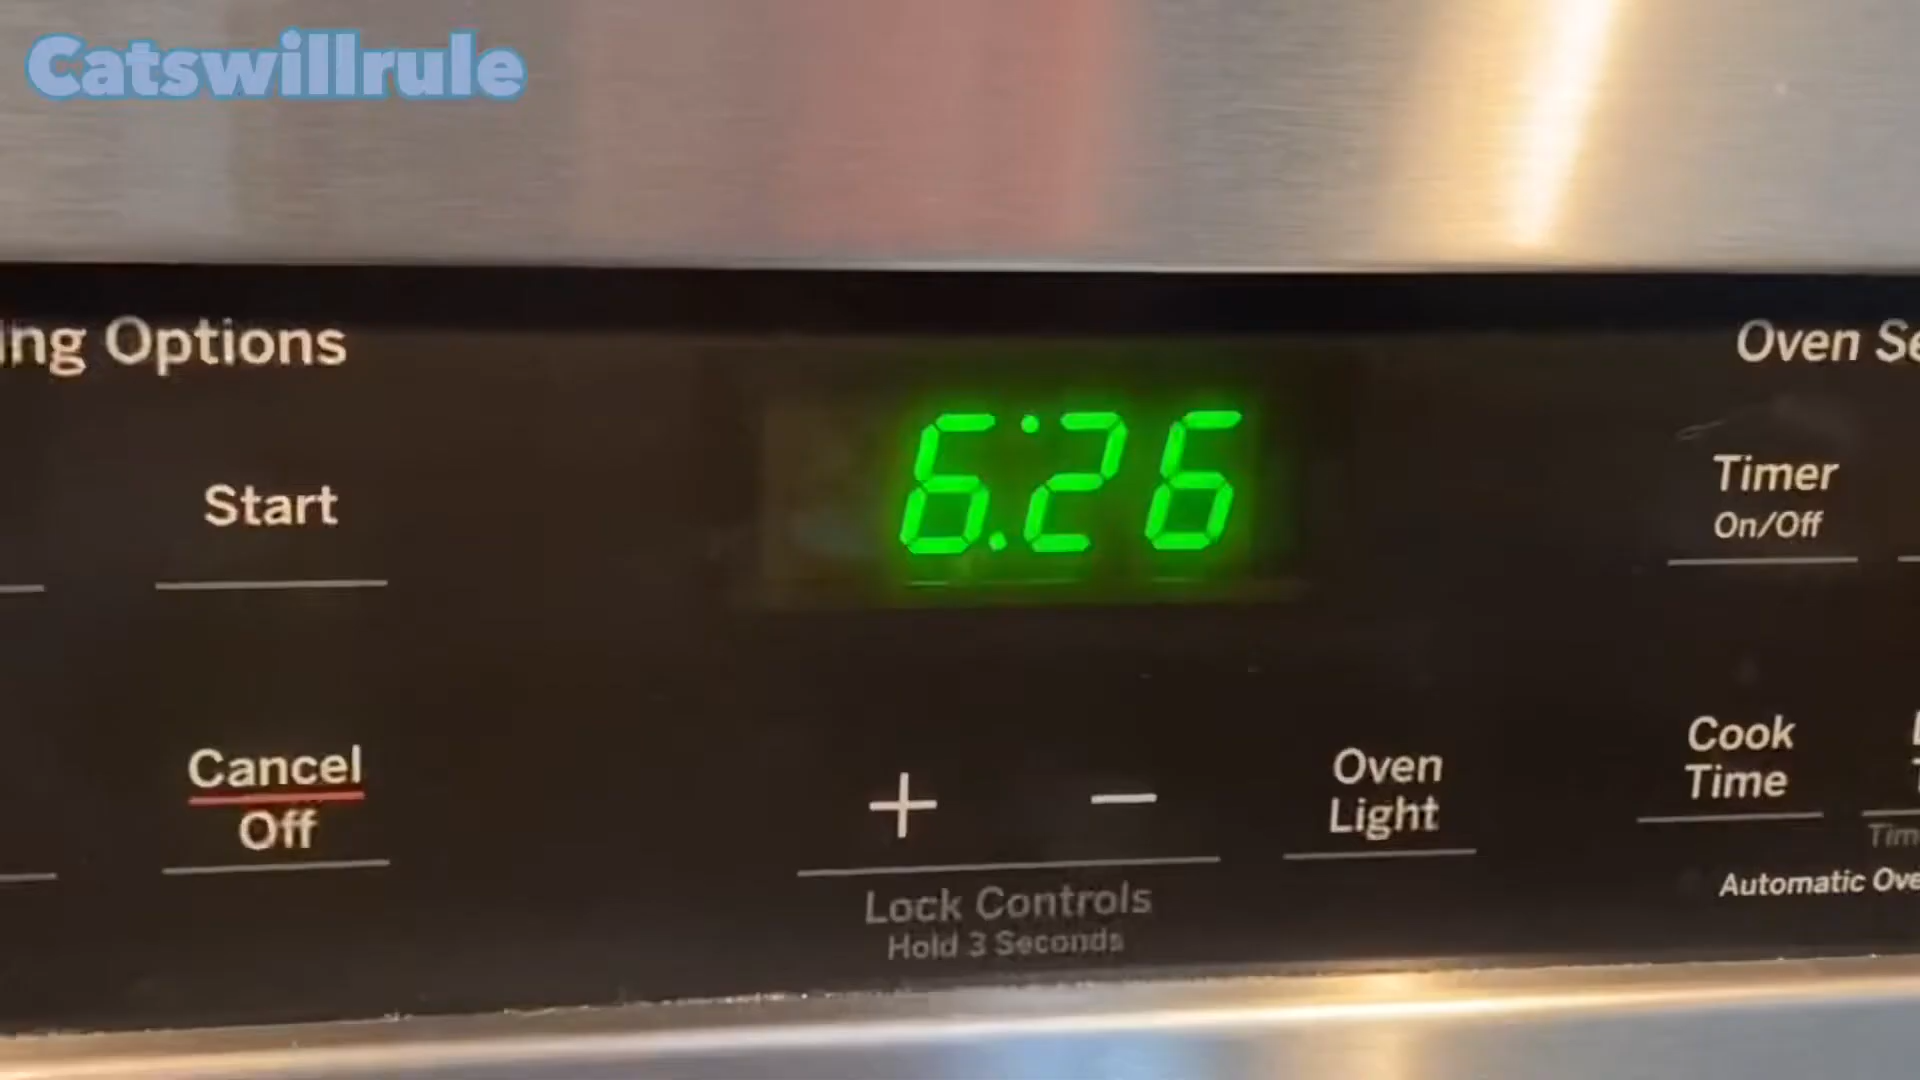 Catswillrule
ing Options
Oven Se
6:26
Start
Timer
On/Off
Cancel
Off
+ −
Oven
Light
Cook
Time
Lock Controls
Hold 3 Seconds
Tim
Automatic Ove